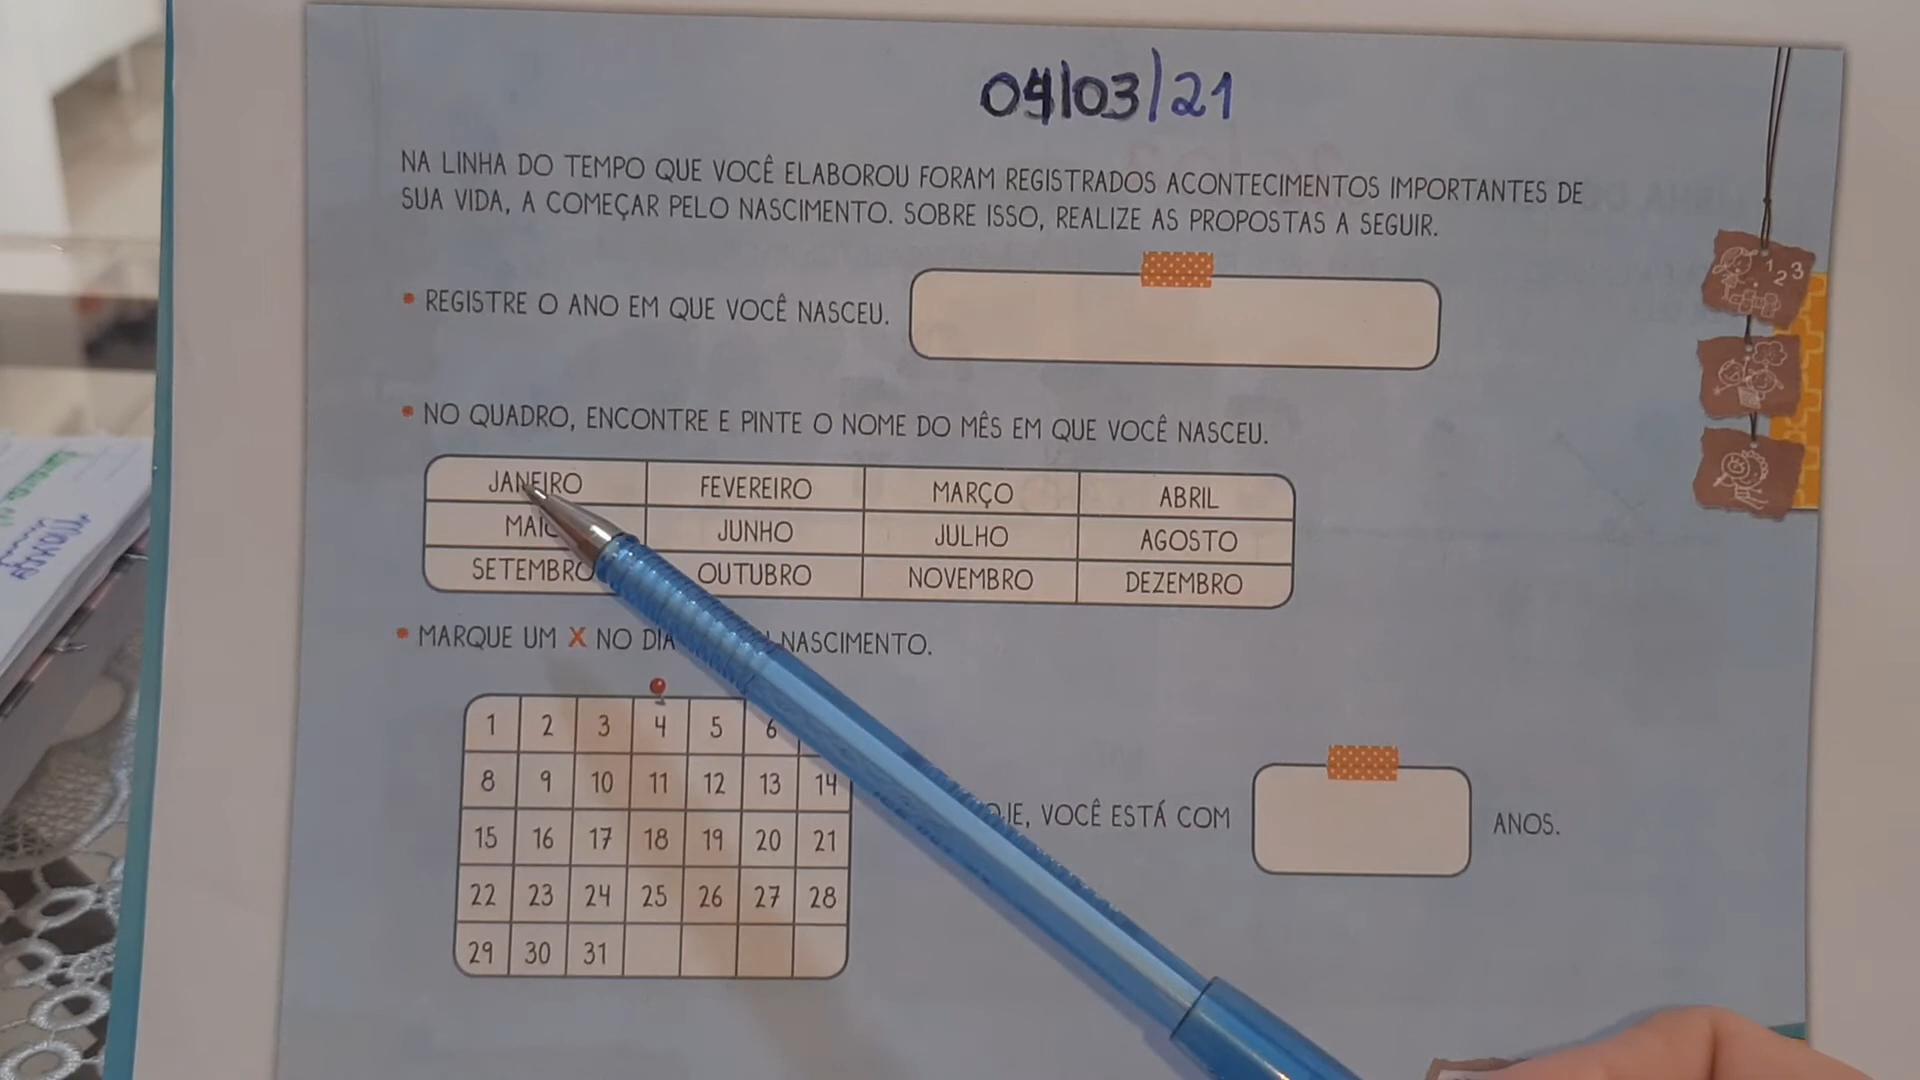 04/03/21
NA LINHA DO TEMPO QUE VOCÊ ELABOROU FORAM REGISTRADOS ACONTECIMENTOS IMPORTANTES DE
SUA VIDA, A COMEÇAR PELO NASCIMENTO. SOBRE ISSO, REALIZE AS PROPOSTAS A SEGUIR.
• REGISTRE O ANO EM QUE VOCÊ NASCEU.
• NO QUADRO, ENCONTRE E PINTE O NOME DO MÊS EM QUE VOCÊ NASCEU.
JANEIRO FEVEREIRO MARÇO ABRIL
MAIO JUNHO JULHO AGOSTO
SETEMBRO OUTUBRO NOVEMBRO DEZEMBRO
• MARQUE UM X NO DIA NASCIMENTO.
1 2 3 4 5 6
8 9 10 11 12 13 14
15 16 17 18 19 20 21
22 23 24 25 26 27 28
29 30 31
VOCÊ ESTÁ COM ANOS.
1 2 3